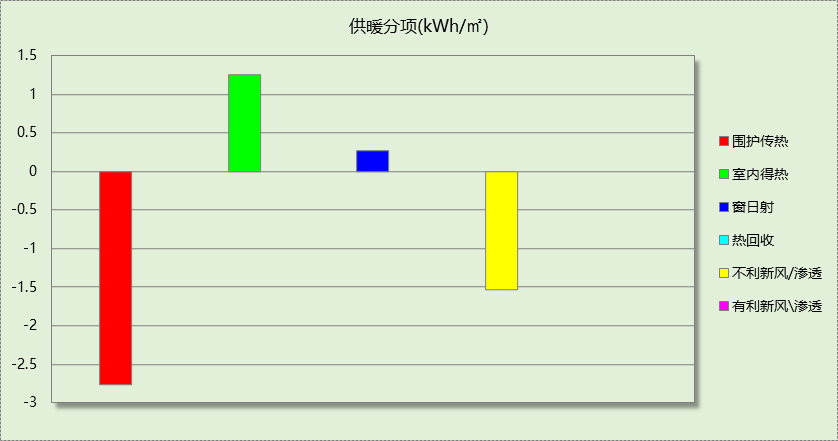 供暖分项(kWh/㎡)
1.5
1
0.5
0
-0.5
-1
-1.5
-2
-2.5
-3
围护传热
室内得热
窗日射
热回收
不利新风/渗透
有利新风\渗透